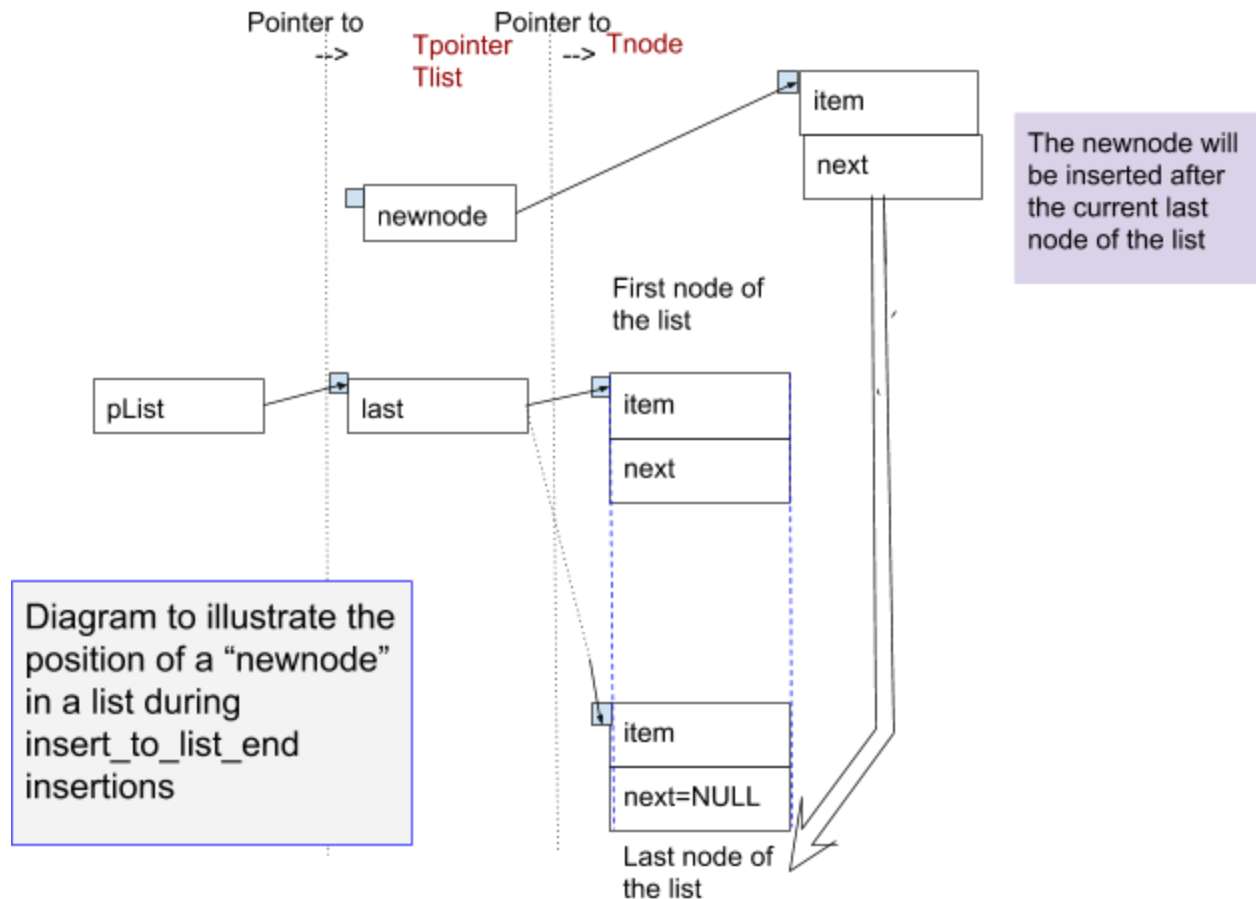 Pointer to
-->
Tpointer
Tlist
Pointer to
-->
Tnode
item
next
newnode
The newnode will
be inserted after
the current last
node of the list
First node of
the list
pList
last
item
next
Diagram to illustrate the
position of a “newnode”
in a list during
insert_to_list_end
insertions
item
next=NULL
Last node of
the list